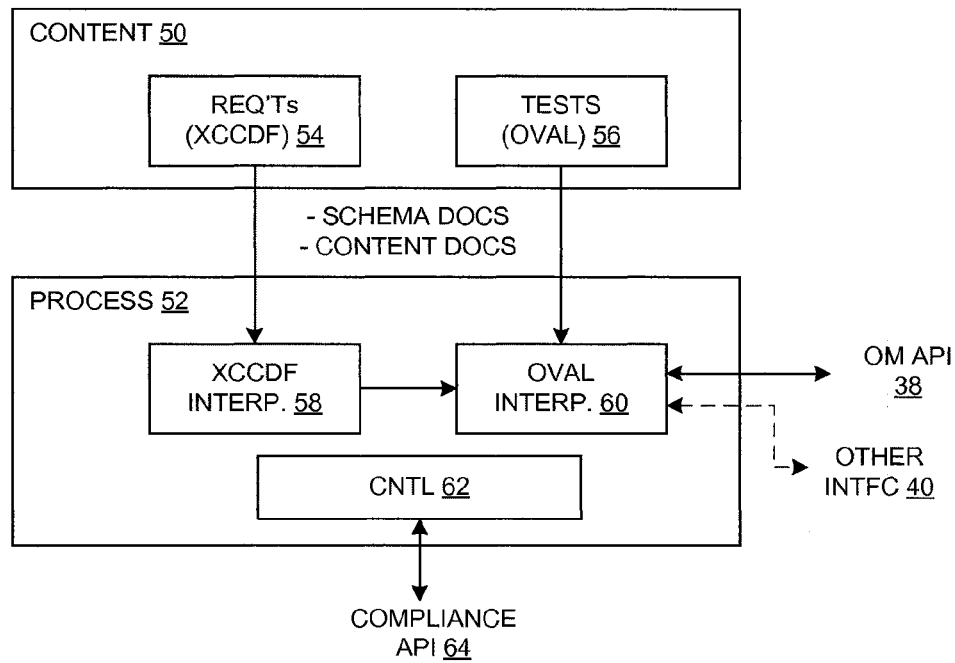 CONTENT 50
REQ'Ts
(XCCDF) 54
TESTS
(OVAL) 56
- SCHEMA DOCS
- CONTENT DOCS
PROCESS 52
XCCDF
INTERP. 58
OVAL
INTERP. 60
OM API
38
OTHER
INTFC 40
CNTL 62
COMPLIANCE
API 64